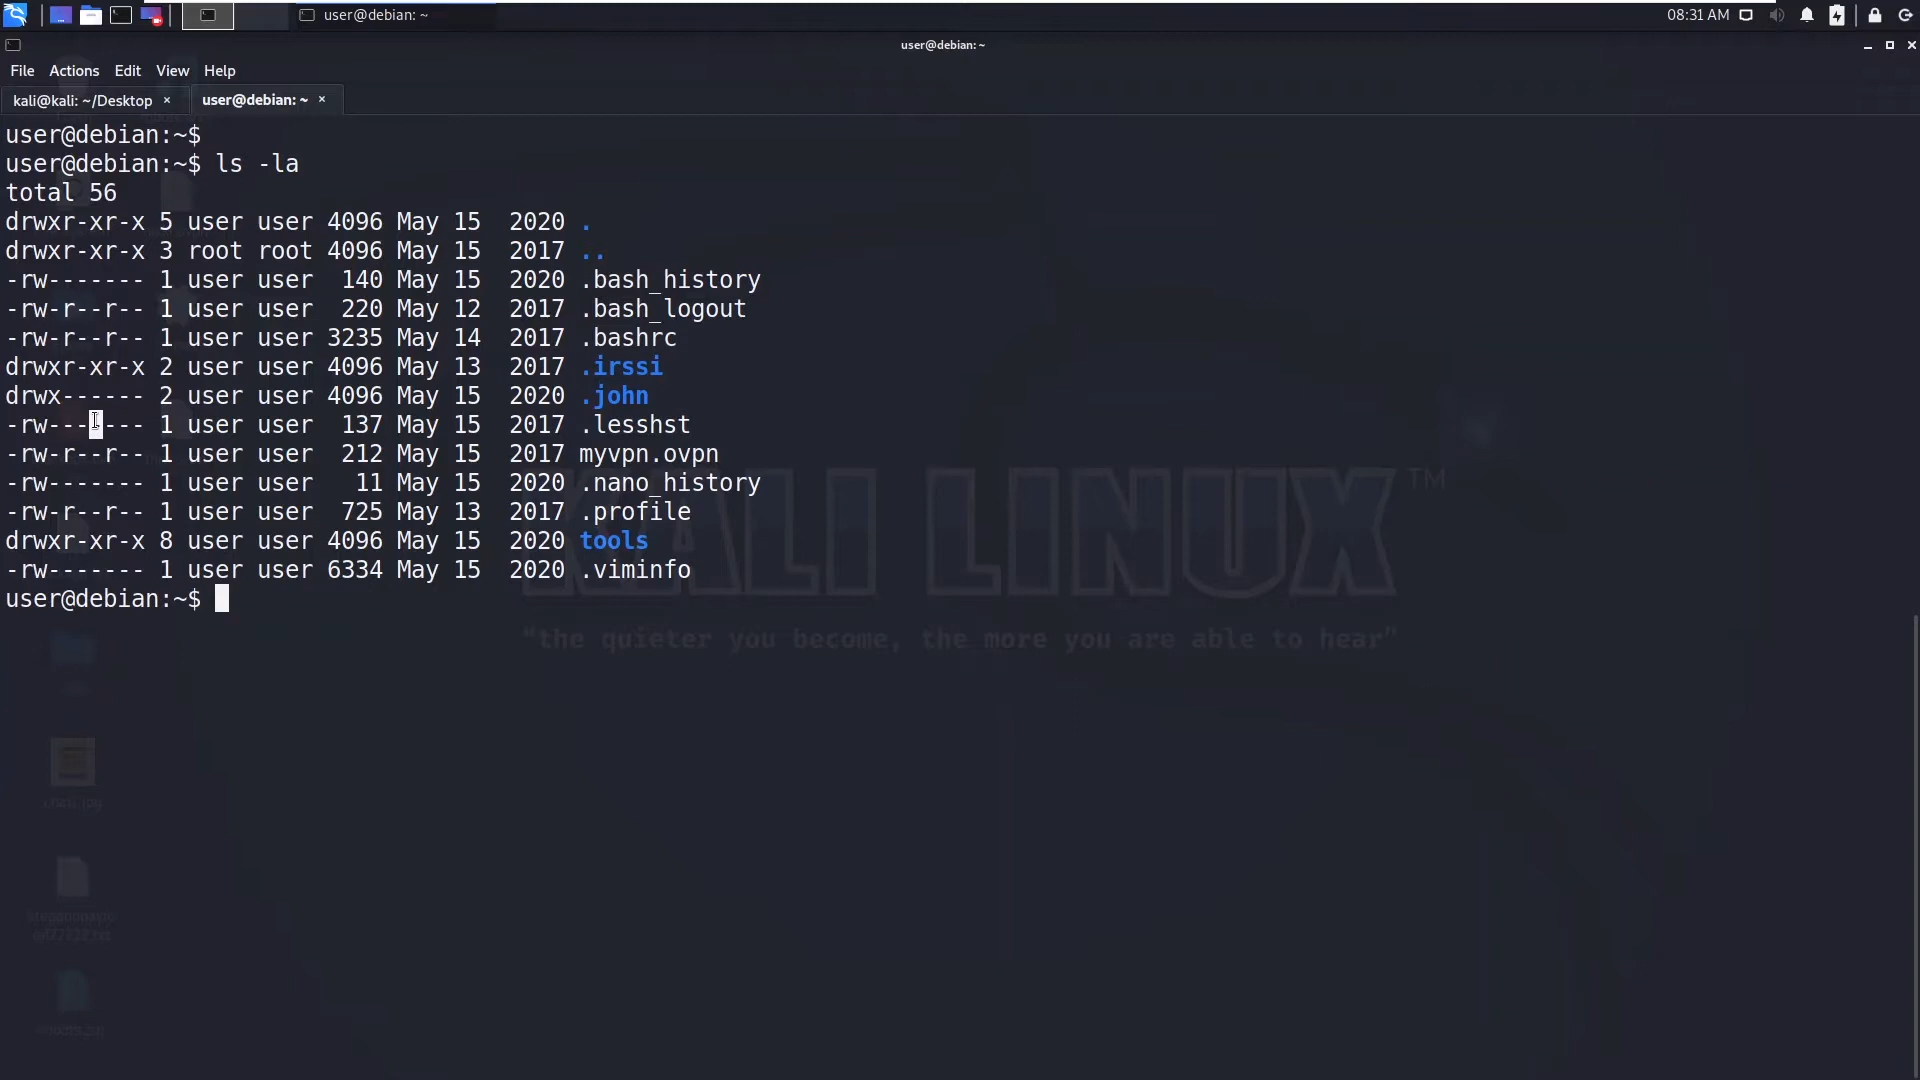 user@debian: ~
08:31 AM
user@debian: ~
File Actions Edit View Help
kali@kali: ~/Desktop × user@debian: ~ ×
user@debian:~$
user@debian:~$ ls -la
total 56
drwxr-xr-x 5 user user 4096 May 15  2020 .
drwxr-xr-x 3 root root 4096 May 15  2017 ..
-rw------- 1 user user  140 May 15  2020 .bash_history
-rw-r--r-- 1 user user  220 May 12  2017 .bash_logout
-rw-r--r-- 1 user user 3235 May 14  2017 .bashrc
drwxr-xr-x 2 user user 4096 May 13  2017 .irssi
drwx------ 2 user user 4096 May 15  2020 .john
-rw------- 1 user user  137 May 15  2017 .lesshst
-rw-r--r-- 1 user user  212 May 15  2017 myvpn.ovpn
-rw------- 1 user user   11 May 15  2020 .nano_history
-rw-r--r-- 1 user user  725 May 13  2017 .profile
drwxr-xr-x 8 user user 4096 May 15  2020 tools
-rw------- 1 user user 6334 May 15  2020 .viminfo
user@debian:~$
KALI LINUX ™
"the quieter you become, the more you are able to hear"